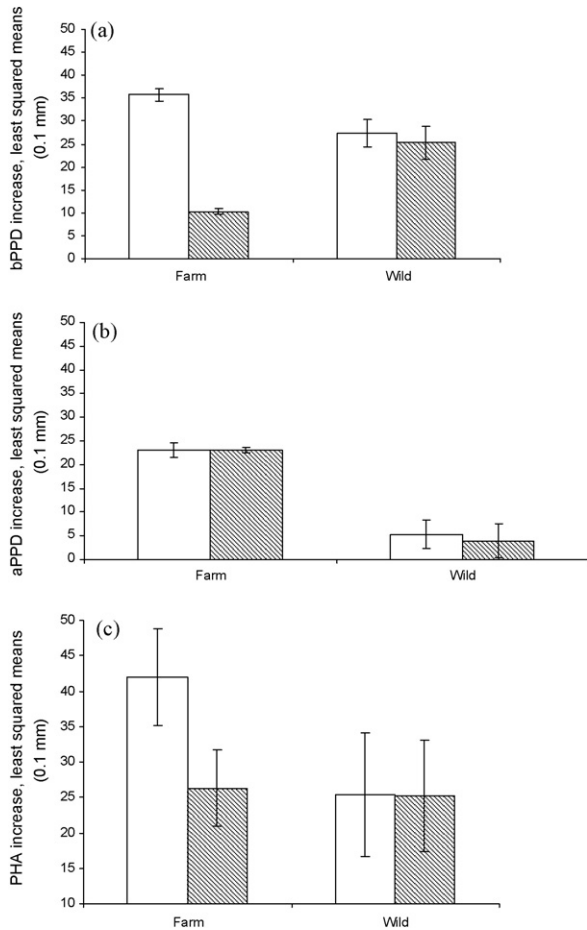 (a)
bPPD increase, least squared means
(0.1 mm)
50
45
40
35
30
25
20
15
10
5
0
Farm
Wild
(b)
aPPD increase, least squared means
(0.1 mm)
50
45
40
35
30
25
20
15
10
5
0
Farm
Wild
(c)
PHA increase, least squared means
(0.1 mm)
50
45
40
35
30
25
20
15
10
Farm
Wild